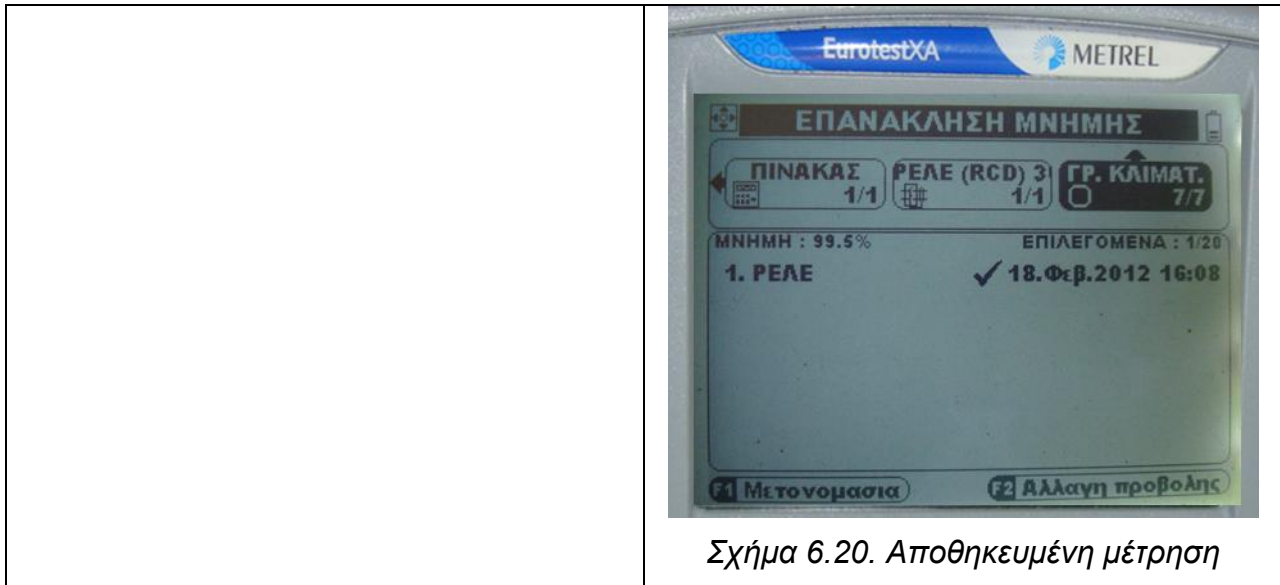 EurotestXA METREL
ΕΠΑΝΑΚΛΗΣΗ ΜΝΗΜΗΣ
ΠΙΝΑΚΑΣ ΡΕΛΕ (RCD) 3 ΓΡ. ΚΛΙΜΑΤ.
1/1 1/1 7/7
ΜΝΗΜΗ : 99.5% ΕΠΙΛΕΓΟΜΕΝΑ : 1/20
1. ΡΕΛΕ ✓ 18.Φεβ.2012 16:08
F1 Μετονομασια F2 Αλλαγη προβολης
Σχήμα 6.20. Αποθηκευμένη μέτρηση